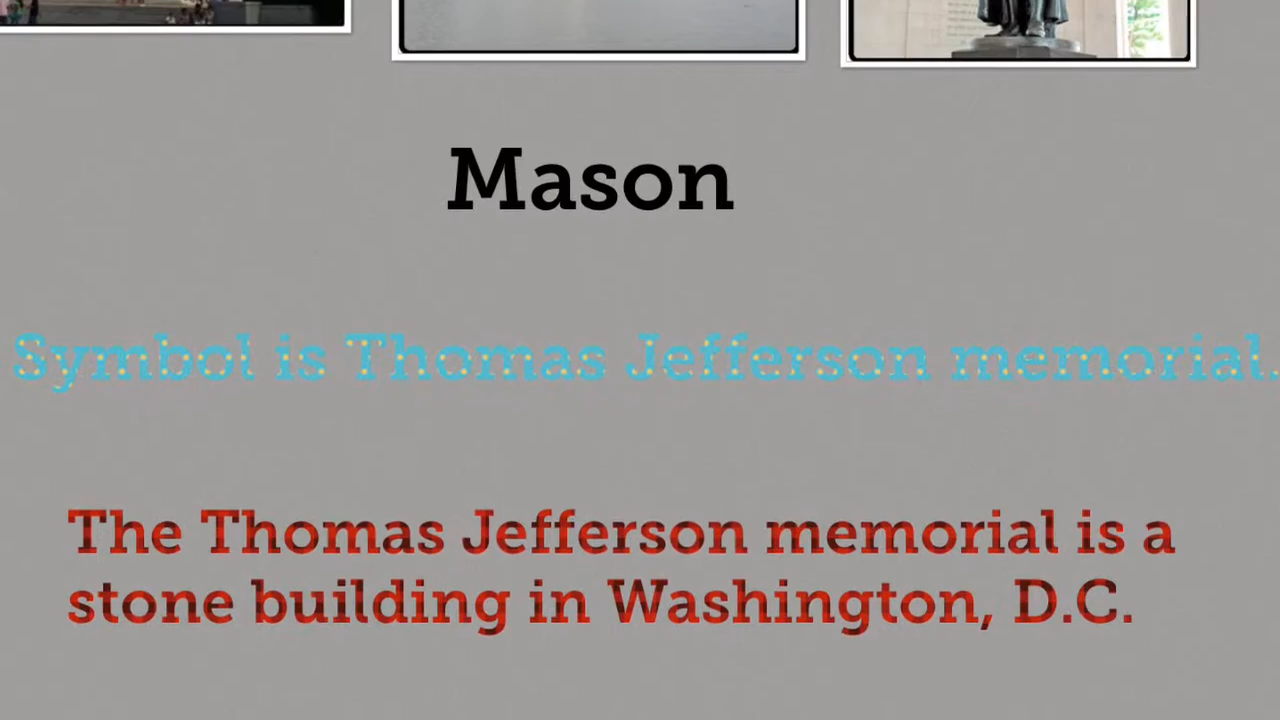 Mason
Symbol is Thomas Jefferson memorial.
The Thomas Jefferson memorial is a
stone building in Washington, D.C.